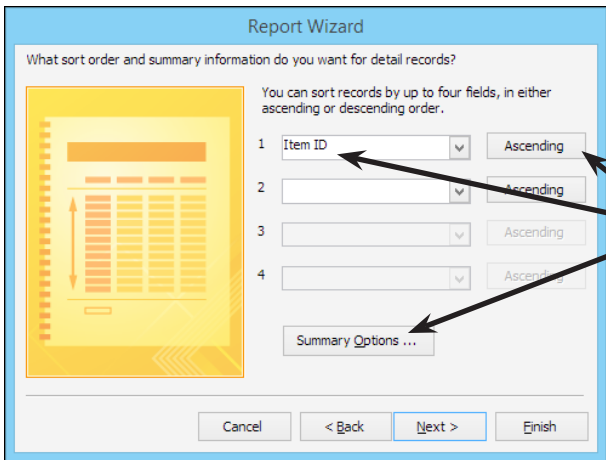 Report Wizard
What sort order and summary information do you want for detail records?
You can sort records by up to four fields, in either
ascending or descending order.
1 Item ID Ascending
2 Ascending
3 Ascending
4 Ascending
Summary Options ...
Cancel < Back Next > Finish